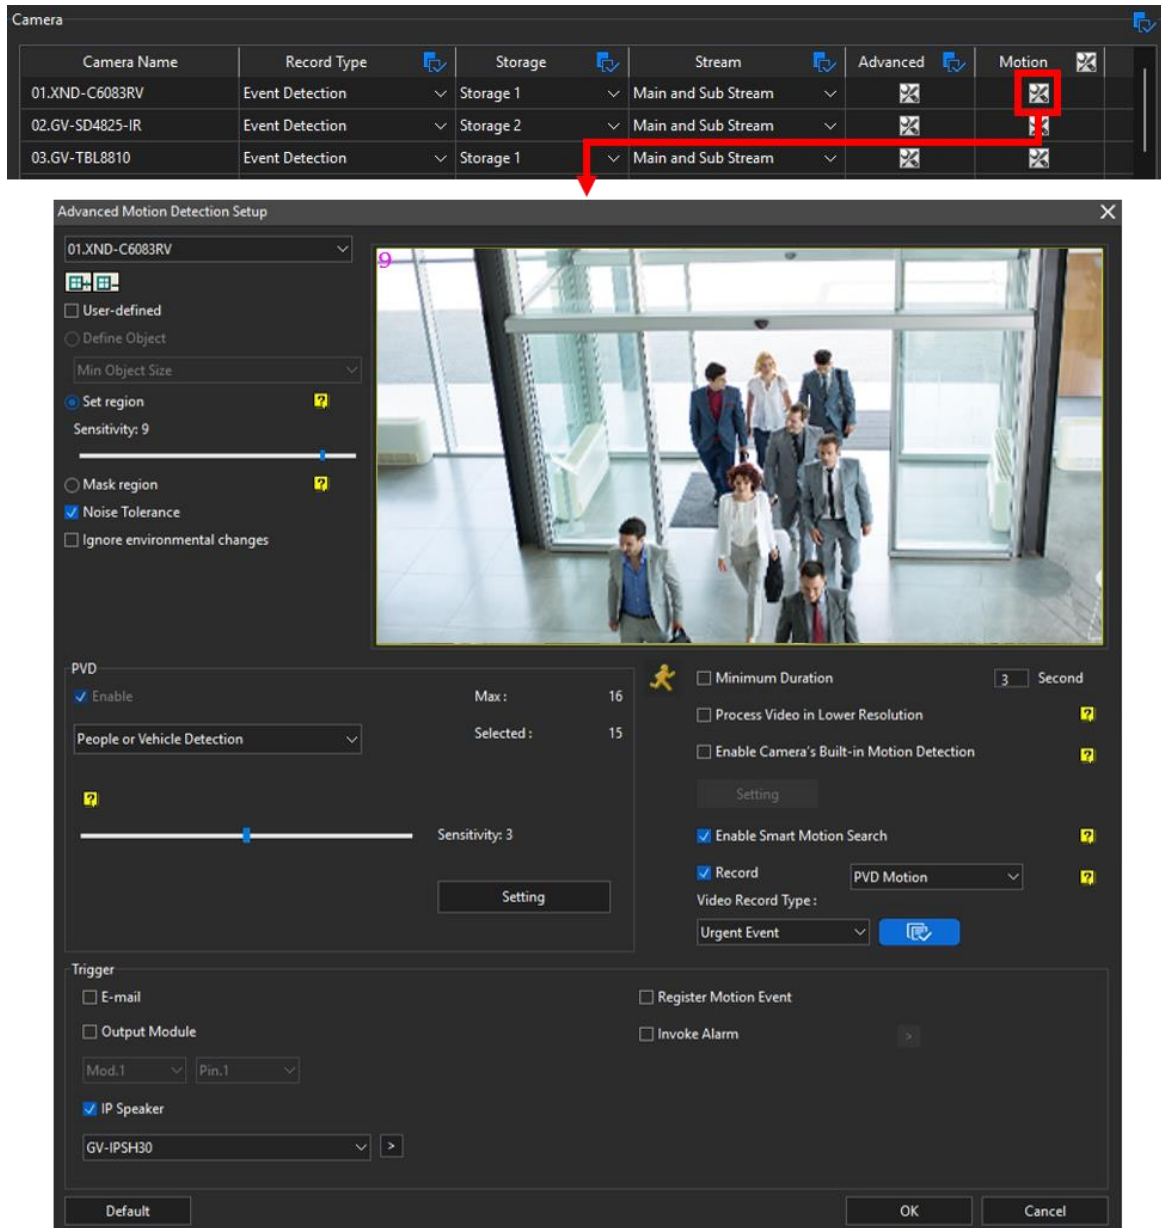 Camera
Camera Name Record Type Storage Stream Advanced Motion
01.XND-C6083RV Event Detection Storage 1 Main and Sub Stream
02.GV-SD4825-IR Event Detection Storage 2 Main and Sub Stream
03.GV-TBL8810 Event Detection Storage 1 Main and Sub Stream
Advanced Motion Detection Setup
01.XND-C6083RV
9
User-defined
Define Object
Min Object Size
Set region
Sensitivity: 9
Mask region
Noise Tolerance
Ignore environmental changes
PVD
Enable Max : 16
People or Vehicle Detection Selected : 15
Sensitivity: 3
Setting
Minimum Duration 3 Second
Process Video in Lower Resolution
Enable Camera's Built-in Motion Detection
Setting
Enable Smart Motion Search
Record PVD Motion
Video Record Type :
Urgent Event
Trigger
E-mail
Output Module
Mod.1 Pin.1
IP Speaker
GV-IPSH30 >
Register Motion Event
Invoke Alarm >
Default OK Cancel